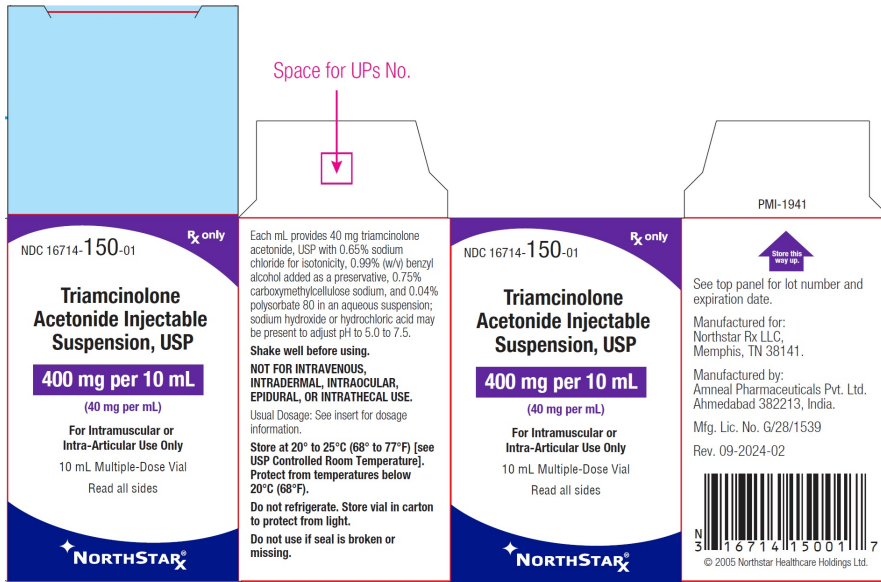 Space for UPs No.
NDC 16714-150-01
Rx only
Triamcinolone
Acetonide Injectable
Suspension, USP
400 mg per 10 mL
(40 mg per mL)
For Intramuscular or
Intra-Articular Use Only
10 mL Multiple-Dose Vial
Read all sides
NORTHSTARx®
Each mL provides 40 mg triamcinolone
acetonide, USP with 0.65% sodium
chloride for isotonicity, 0.99% (w/v) benzyl
alcohol added as a preservative, 0.75%
carboxymethylcellulose sodium, and 0.04%
polysorbate 80 in an aqueous suspension;
sodium hydroxide or hydrochloric acid may
be present to adjust pH to 5.0 to 7.5.
Shake well before using.
NOT FOR INTRAVENOUS,
INTRADERMAL, INTRAOCULAR,
EPIDURAL, OR INTRATHECAL USE.
Usual Dosage: See insert for dosage
information.
Store at 20° to 25°C (68° to 77°F) [see
USP Controlled Room Temperature].
Protect from temperatures below
20°C (68°F).
Do not refrigerate. Store vial in carton
to protect from light.
Do not use if seal is broken or
missing.
NDC 16714-150-01
Rx only
Triamcinolone
Acetonide Injectable
Suspension, USP
400 mg per 10 mL
(40 mg per mL)
For Intramuscular or
Intra-Articular Use Only
10 mL Multiple-Dose Vial
Read all sides
NORTHSTARx®
PMI-1941
Store this
way up.
See top panel for lot number and
expiration date.
Manufactured for:
Northstar Rx LLC,
Memphis, TN 38141.
Manufactured by:
Amneal Pharmaceuticals Pvt. Ltd.
Ahmedabad 382213, India.
Mfg. Lic. No. G/28/1539
Rev. 09-2024-02
N
3 16714 15001 7
© 2005 Northstar Healthcare Holdings Ltd.